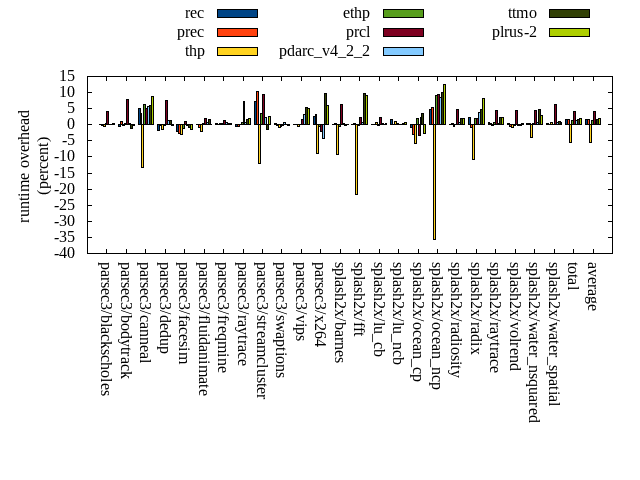 rec ethp ttmo
prec prcl plrus-2
thp pdarc_v4_2_2
runtime overhead
(percent)
15
10
5
0
-5
-10
-15
-20
-25
-30
-35
-40
parsec3/blackscholes
parsec3/bodytrack
parsec3/canneal
parsec3/dedup
parsec3/facesim
parsec3/fluidanimate
parsec3/freqmine
parsec3/raytrace
parsec3/streamcluster
parsec3/swaptions
parsec3/vips
parsec3/x264
splash2x/barnes
splash2x/fft
splash2x/lu_cb
splash2x/lu_ncb
splash2x/ocean_cp
splash2x/ocean_ncp
splash2x/radiosity
splash2x/radix
splash2x/raytrace
splash2x/volrend
splash2x/water_nsquared
splash2x/water_spatial
total
average